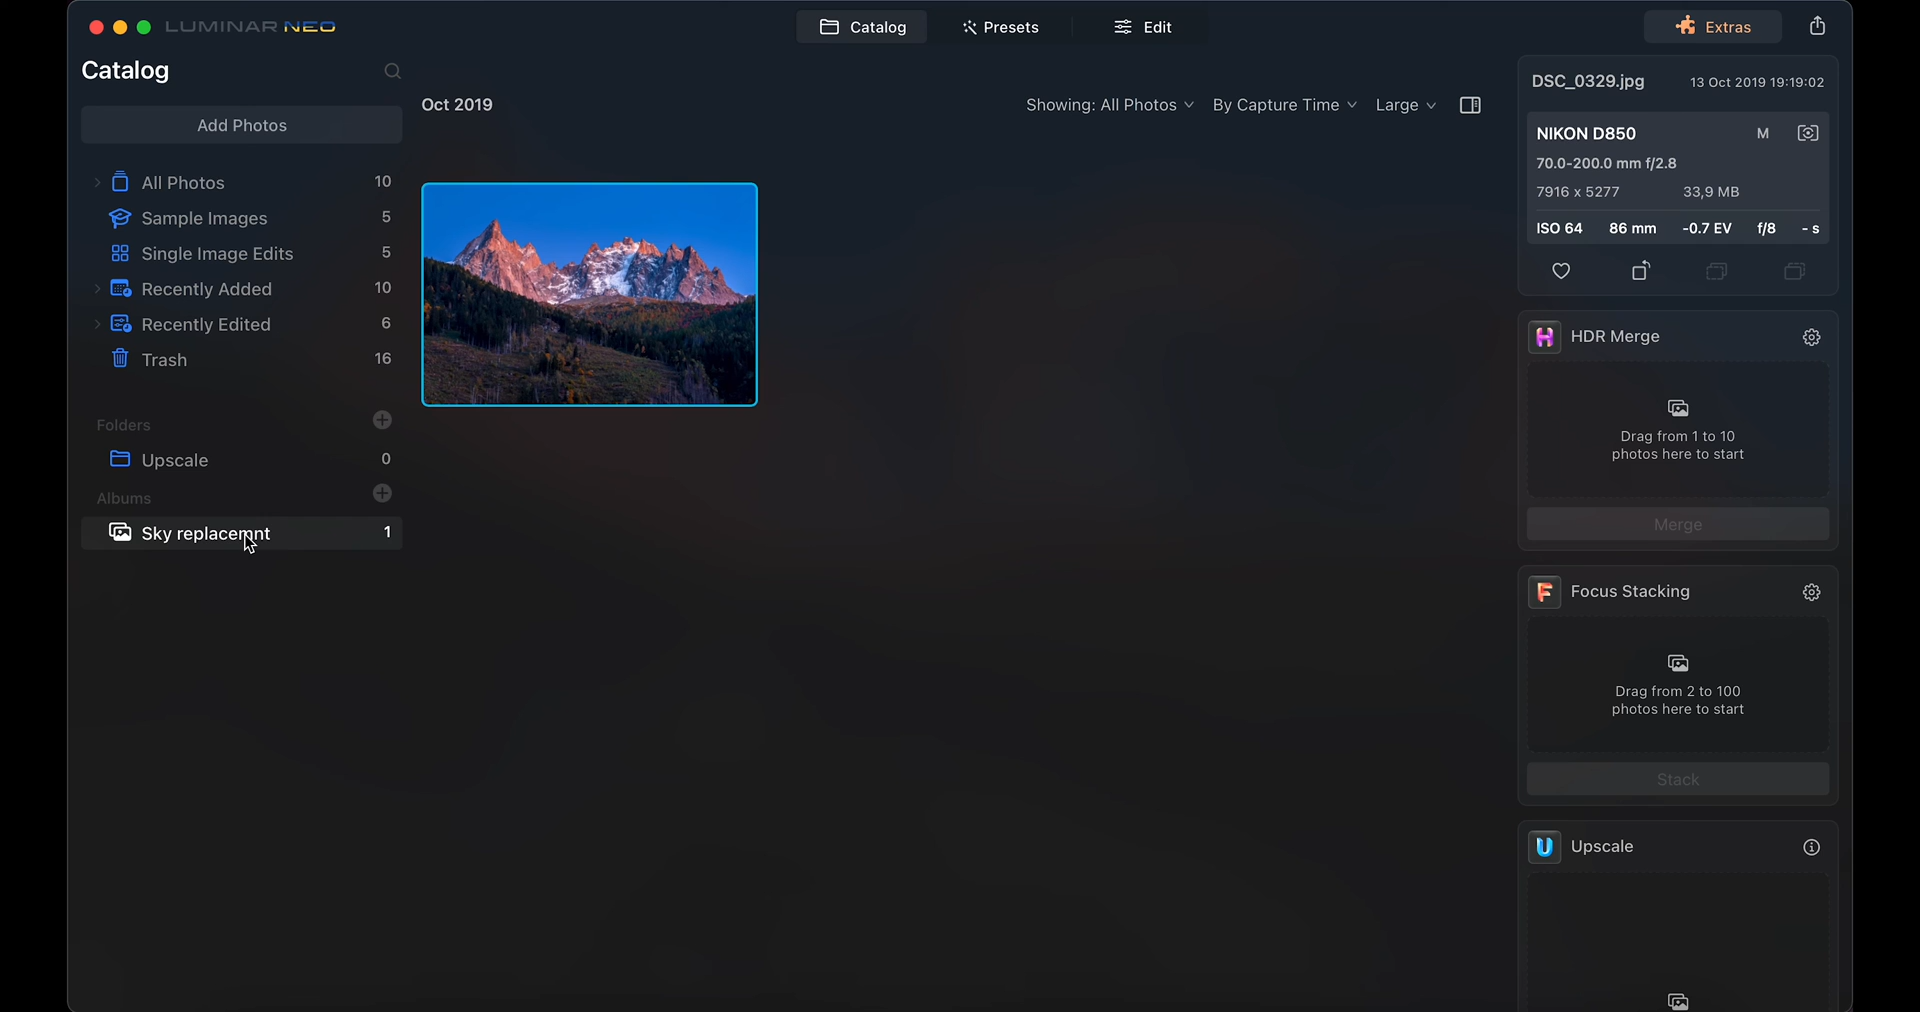 LUMINAR NEO
Catalog
Presets
Edit
Extras
Catalog
Add Photos
All Photos 10
Sample Images 5
Single Image Edits 5
Recently Added 10
Recently Edited 6
Trash 16
Folders
Upscale 0
Albums
Sky replacemnt 1
Oct 2019
Showing: All Photos
By Capture Time
Large
DSC_0329.jpg 13 Oct 2019 19:19:02
NIKON D850 M
70.0-200.0 mm f/2.8
7916 x 5277 33,9 MB
ISO 64 86 mm -0.7 EV f/8 - s
HDR Merge
Drag from 1 to 10
photos here to start
Merge
Focus Stacking
Drag from 2 to 100
photos here to start
Stack
Upscale